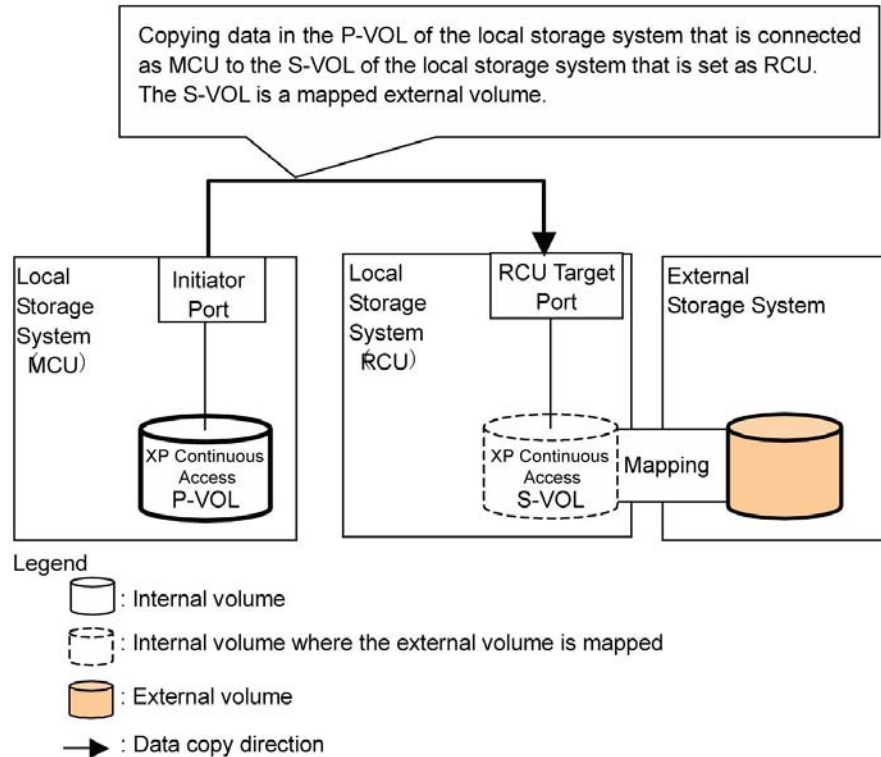 Copying data in the P-VOL of the local storage system that is connected
as MCU to the S-VOL of the local storage system that is set as RCU.
The S-VOL is a mapped external volume.
Local
Storage
System
(MCU)
Initiator
Port
XP Continuous
Access
P-VOL
Local
Storage
System
(RCU)
RCU Target
Port
XP Continuous
Access
S-VOL
Mapping
External
Storage System
Legend
: Internal volume
: Internal volume where the external volume is mapped
: External volume
: Data copy direction